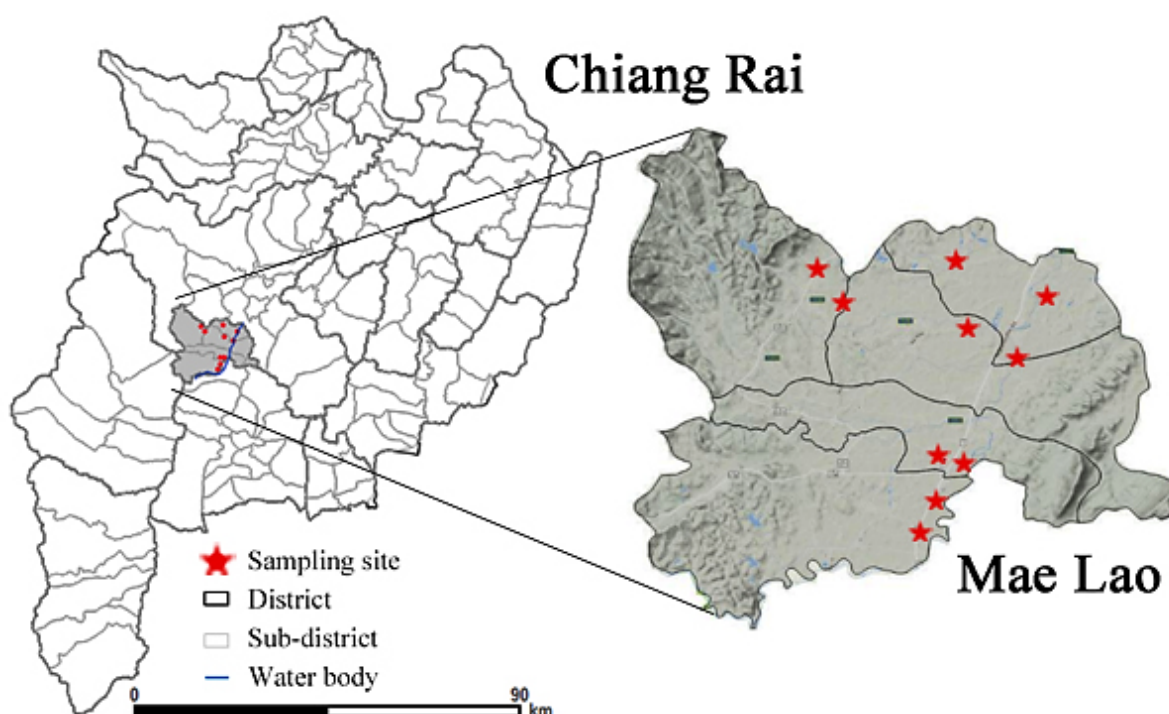 Chiang Rai
Mae Lao
Sampling site
District
Sub-district
Water body
0 90
km